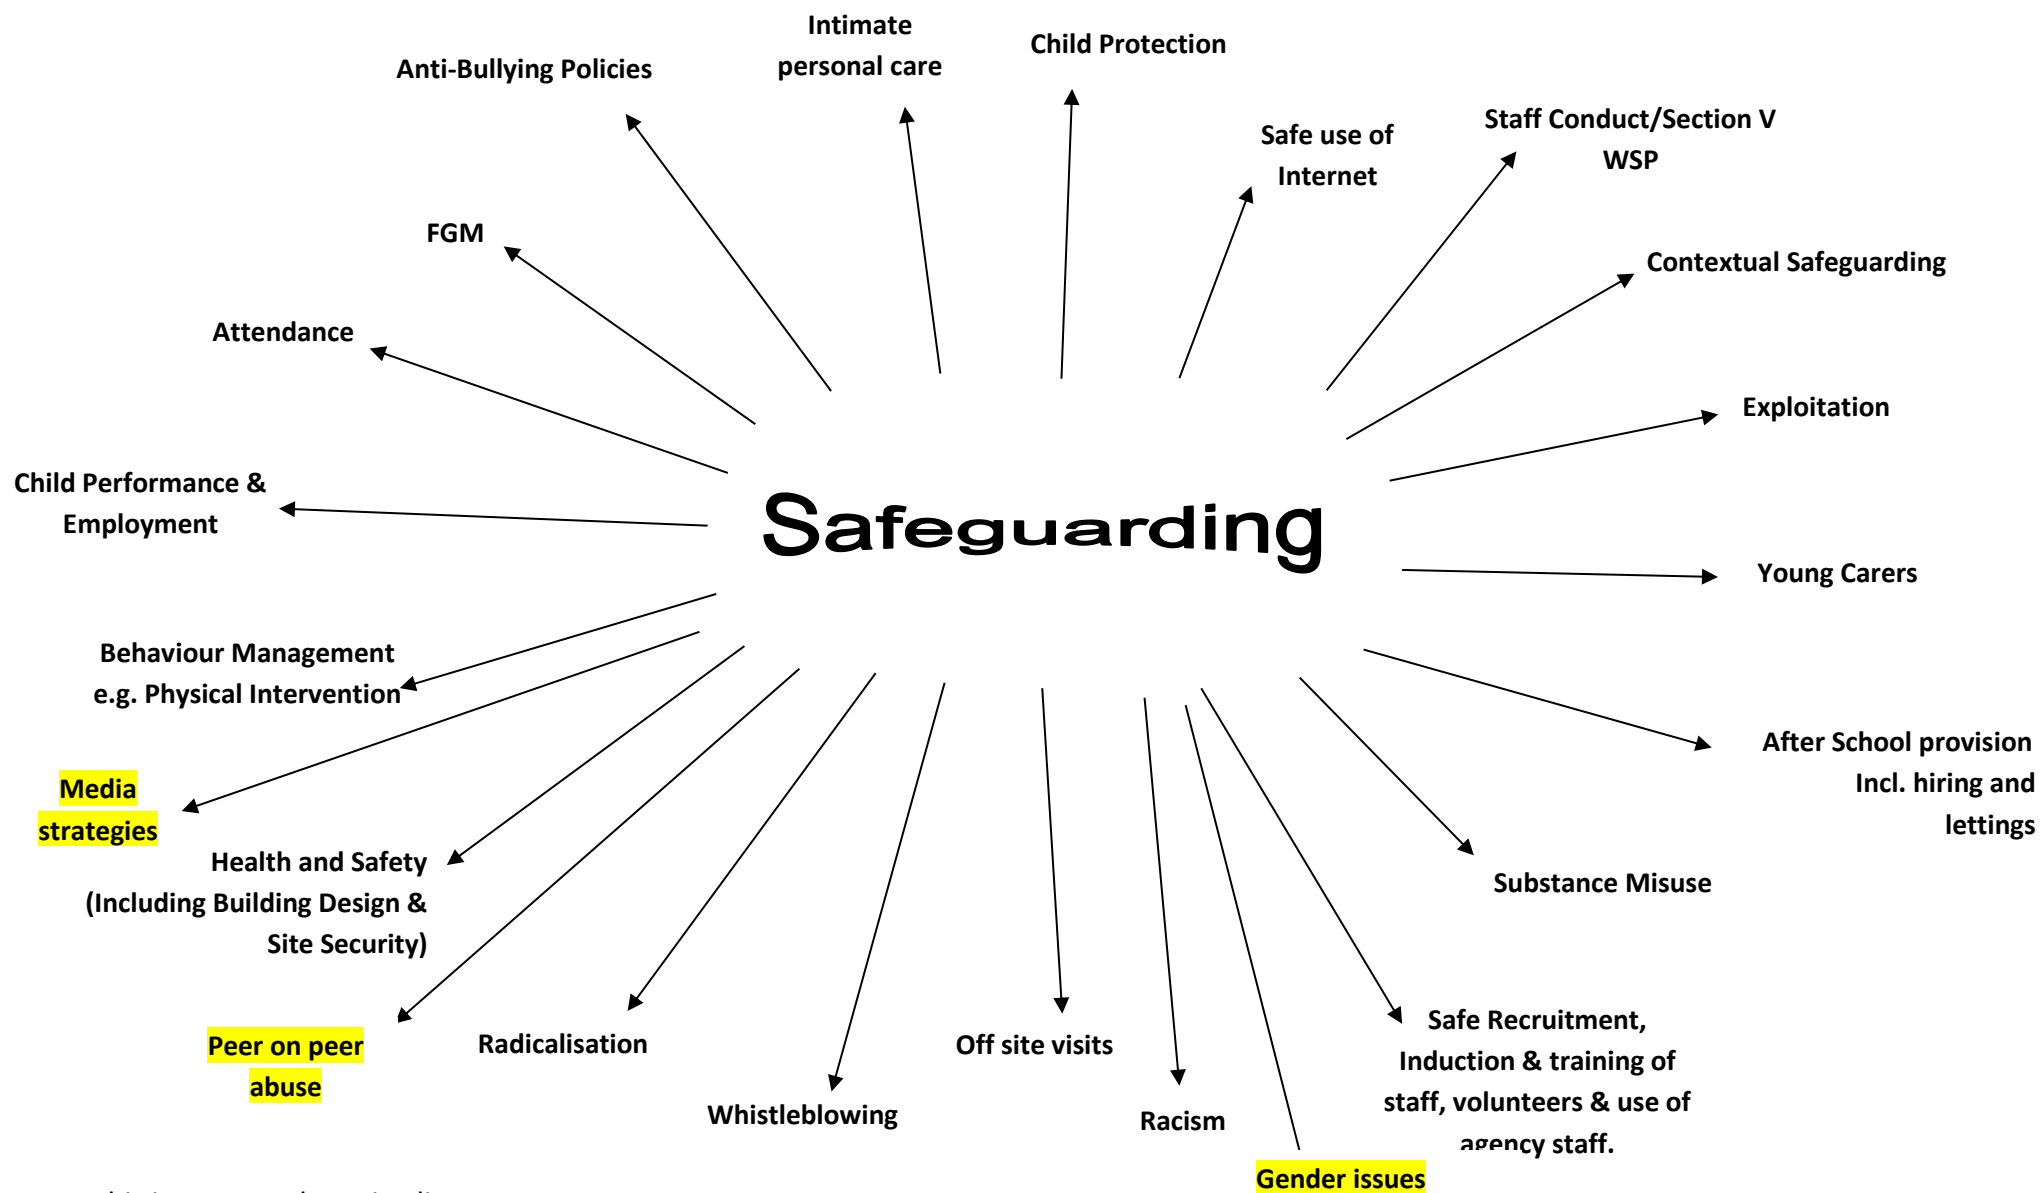 Intimate
personal care
Child Protection
Anti-Bullying Policies
Safe use of
Internet
Staff Conduct/Section V
WSP
FGM
Contextual Safeguarding
Attendance
Exploitation
Child Performance &
Employment
Safeguarding
Young Carers
Behaviour Management
e.g. Physical Intervention
After School provision
Incl. hiring and
lettings
Media
strategies
Health and Safety
(Including Building Design &
Site Security)
Substance Misuse
Peer on peer
abuse
Radicalisation
Whistleblowing
Off site visits
Racism
Safe Recruitment,
Induction & training of
staff, volunteers & use of
agency staff.
Gender issues